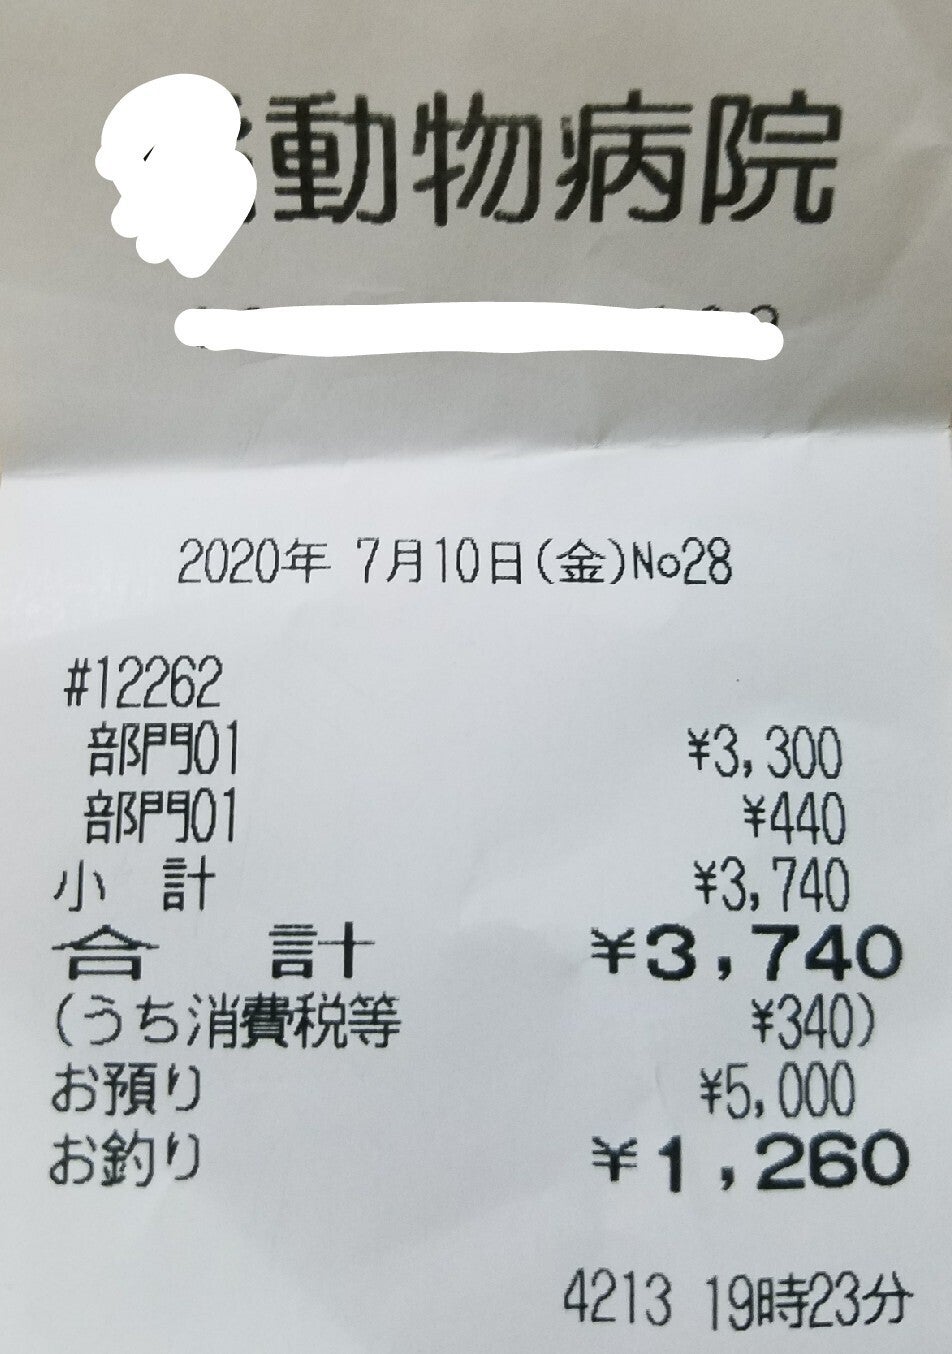 動物病院
2020年 7月10日(金)No28
#12262
部門01 ¥3,300
部門01 ¥440
小 計 ¥3,740
合 計 ¥3,740
(うち消費税等 ¥340)
お預り ¥5,000
お釣り ¥1,260
4213 19時23分